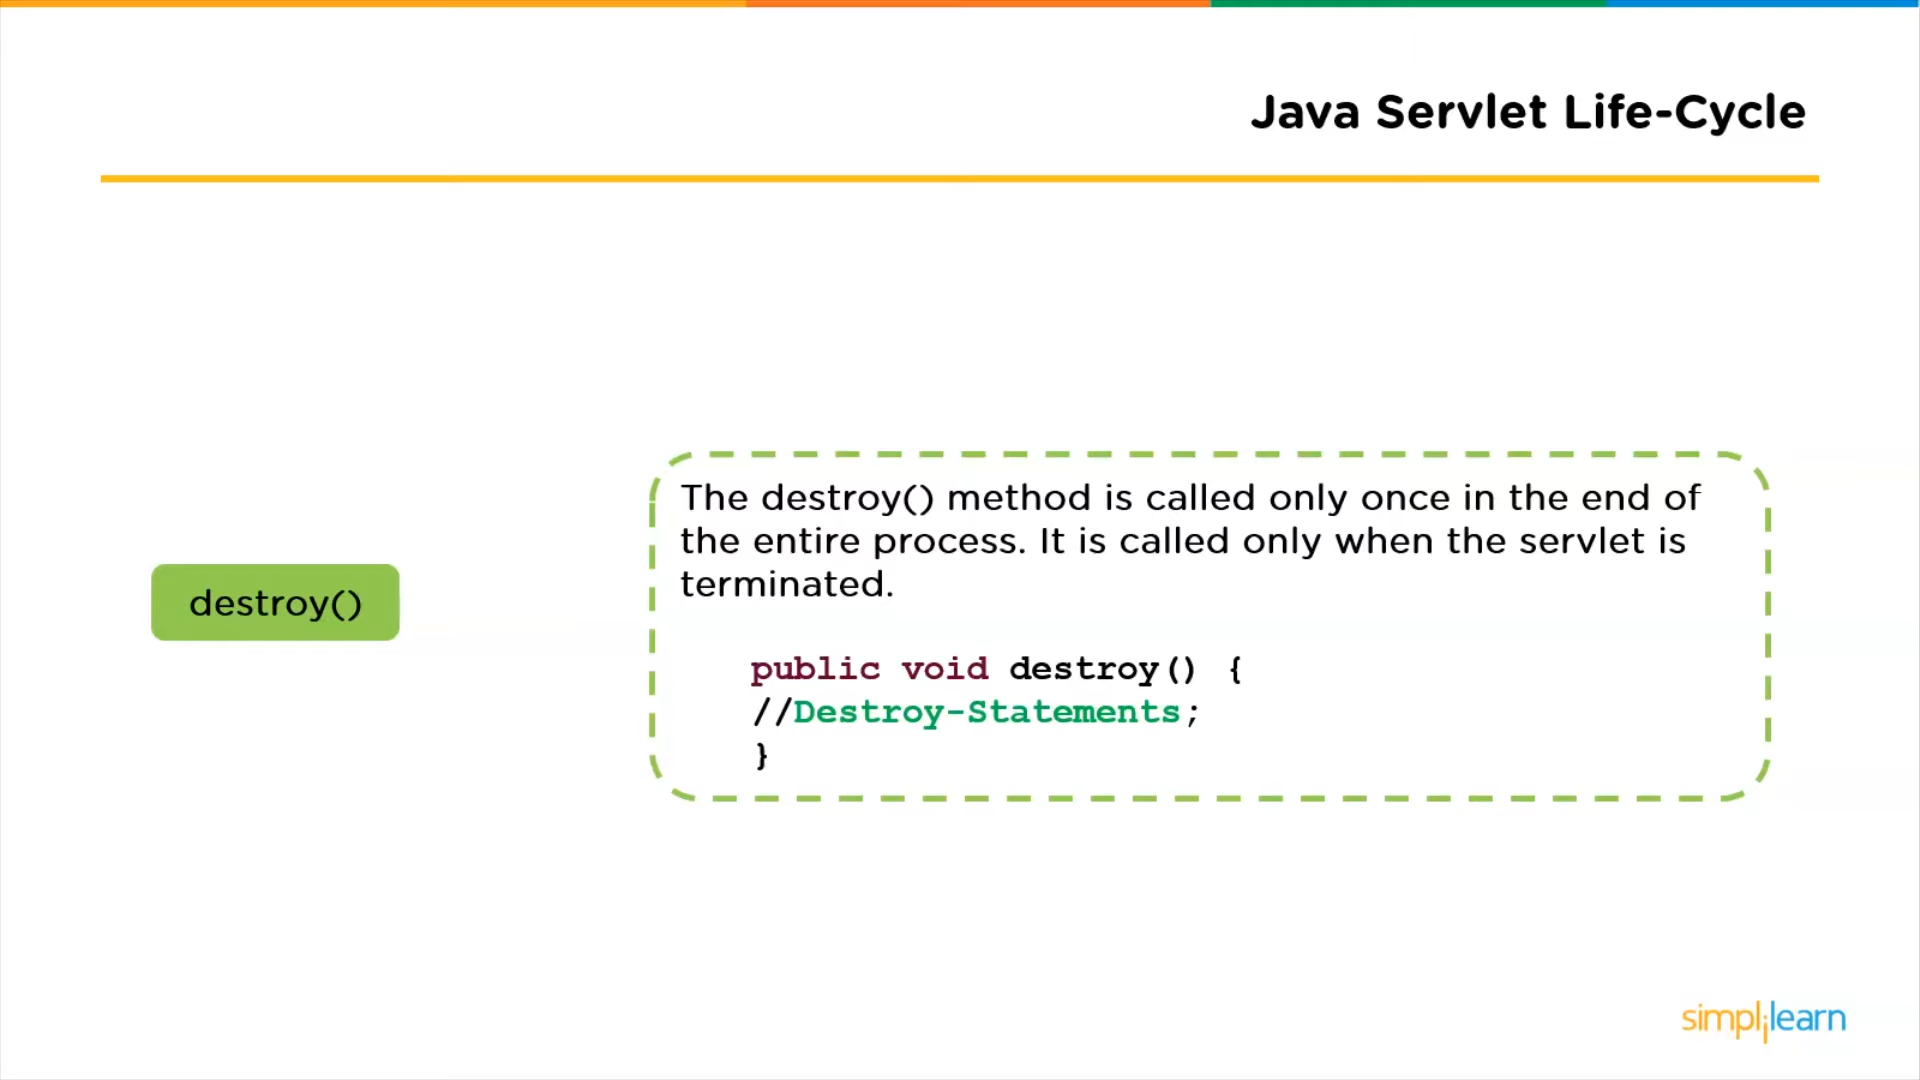 Java Servlet Life-Cycle
The destroy() method is called only once in the end of
the entire process. It is called only when the servlet is
terminated.
destroy()
public void destroy() {
//Destroy-Statements;
}
simplilearn